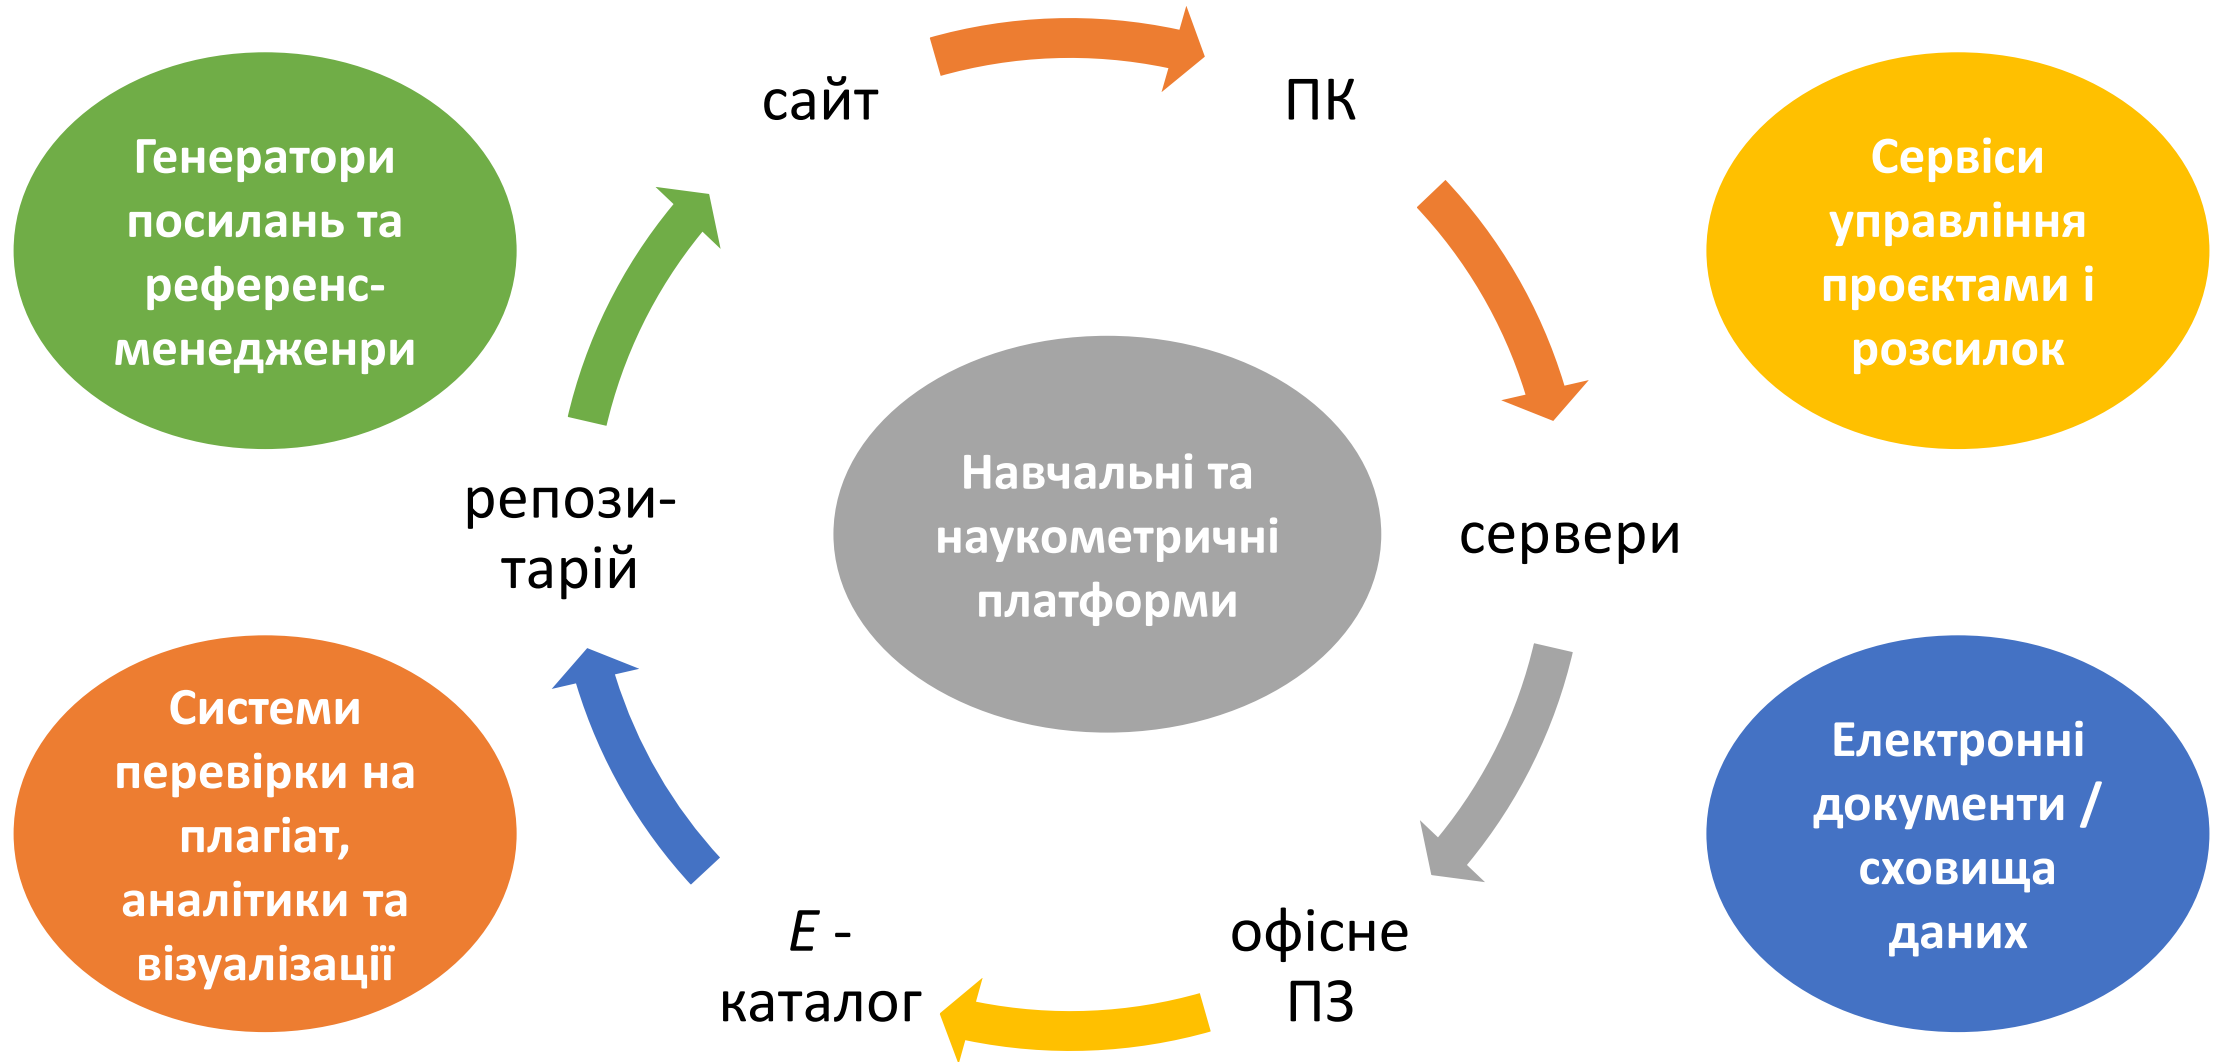 сайт
ПК
Генератори
посилань та
референс-
менедженри
Сервіси
управління
проєктами і
розсилок
репози-
тарій
Навчальні та
наукометричні
платформи
сервери
Системи
перевірки на
плагіат,
аналітики та
візуалізації
Е -
каталог
офісне
ПЗ
Електронні
документи /
сховища
даних